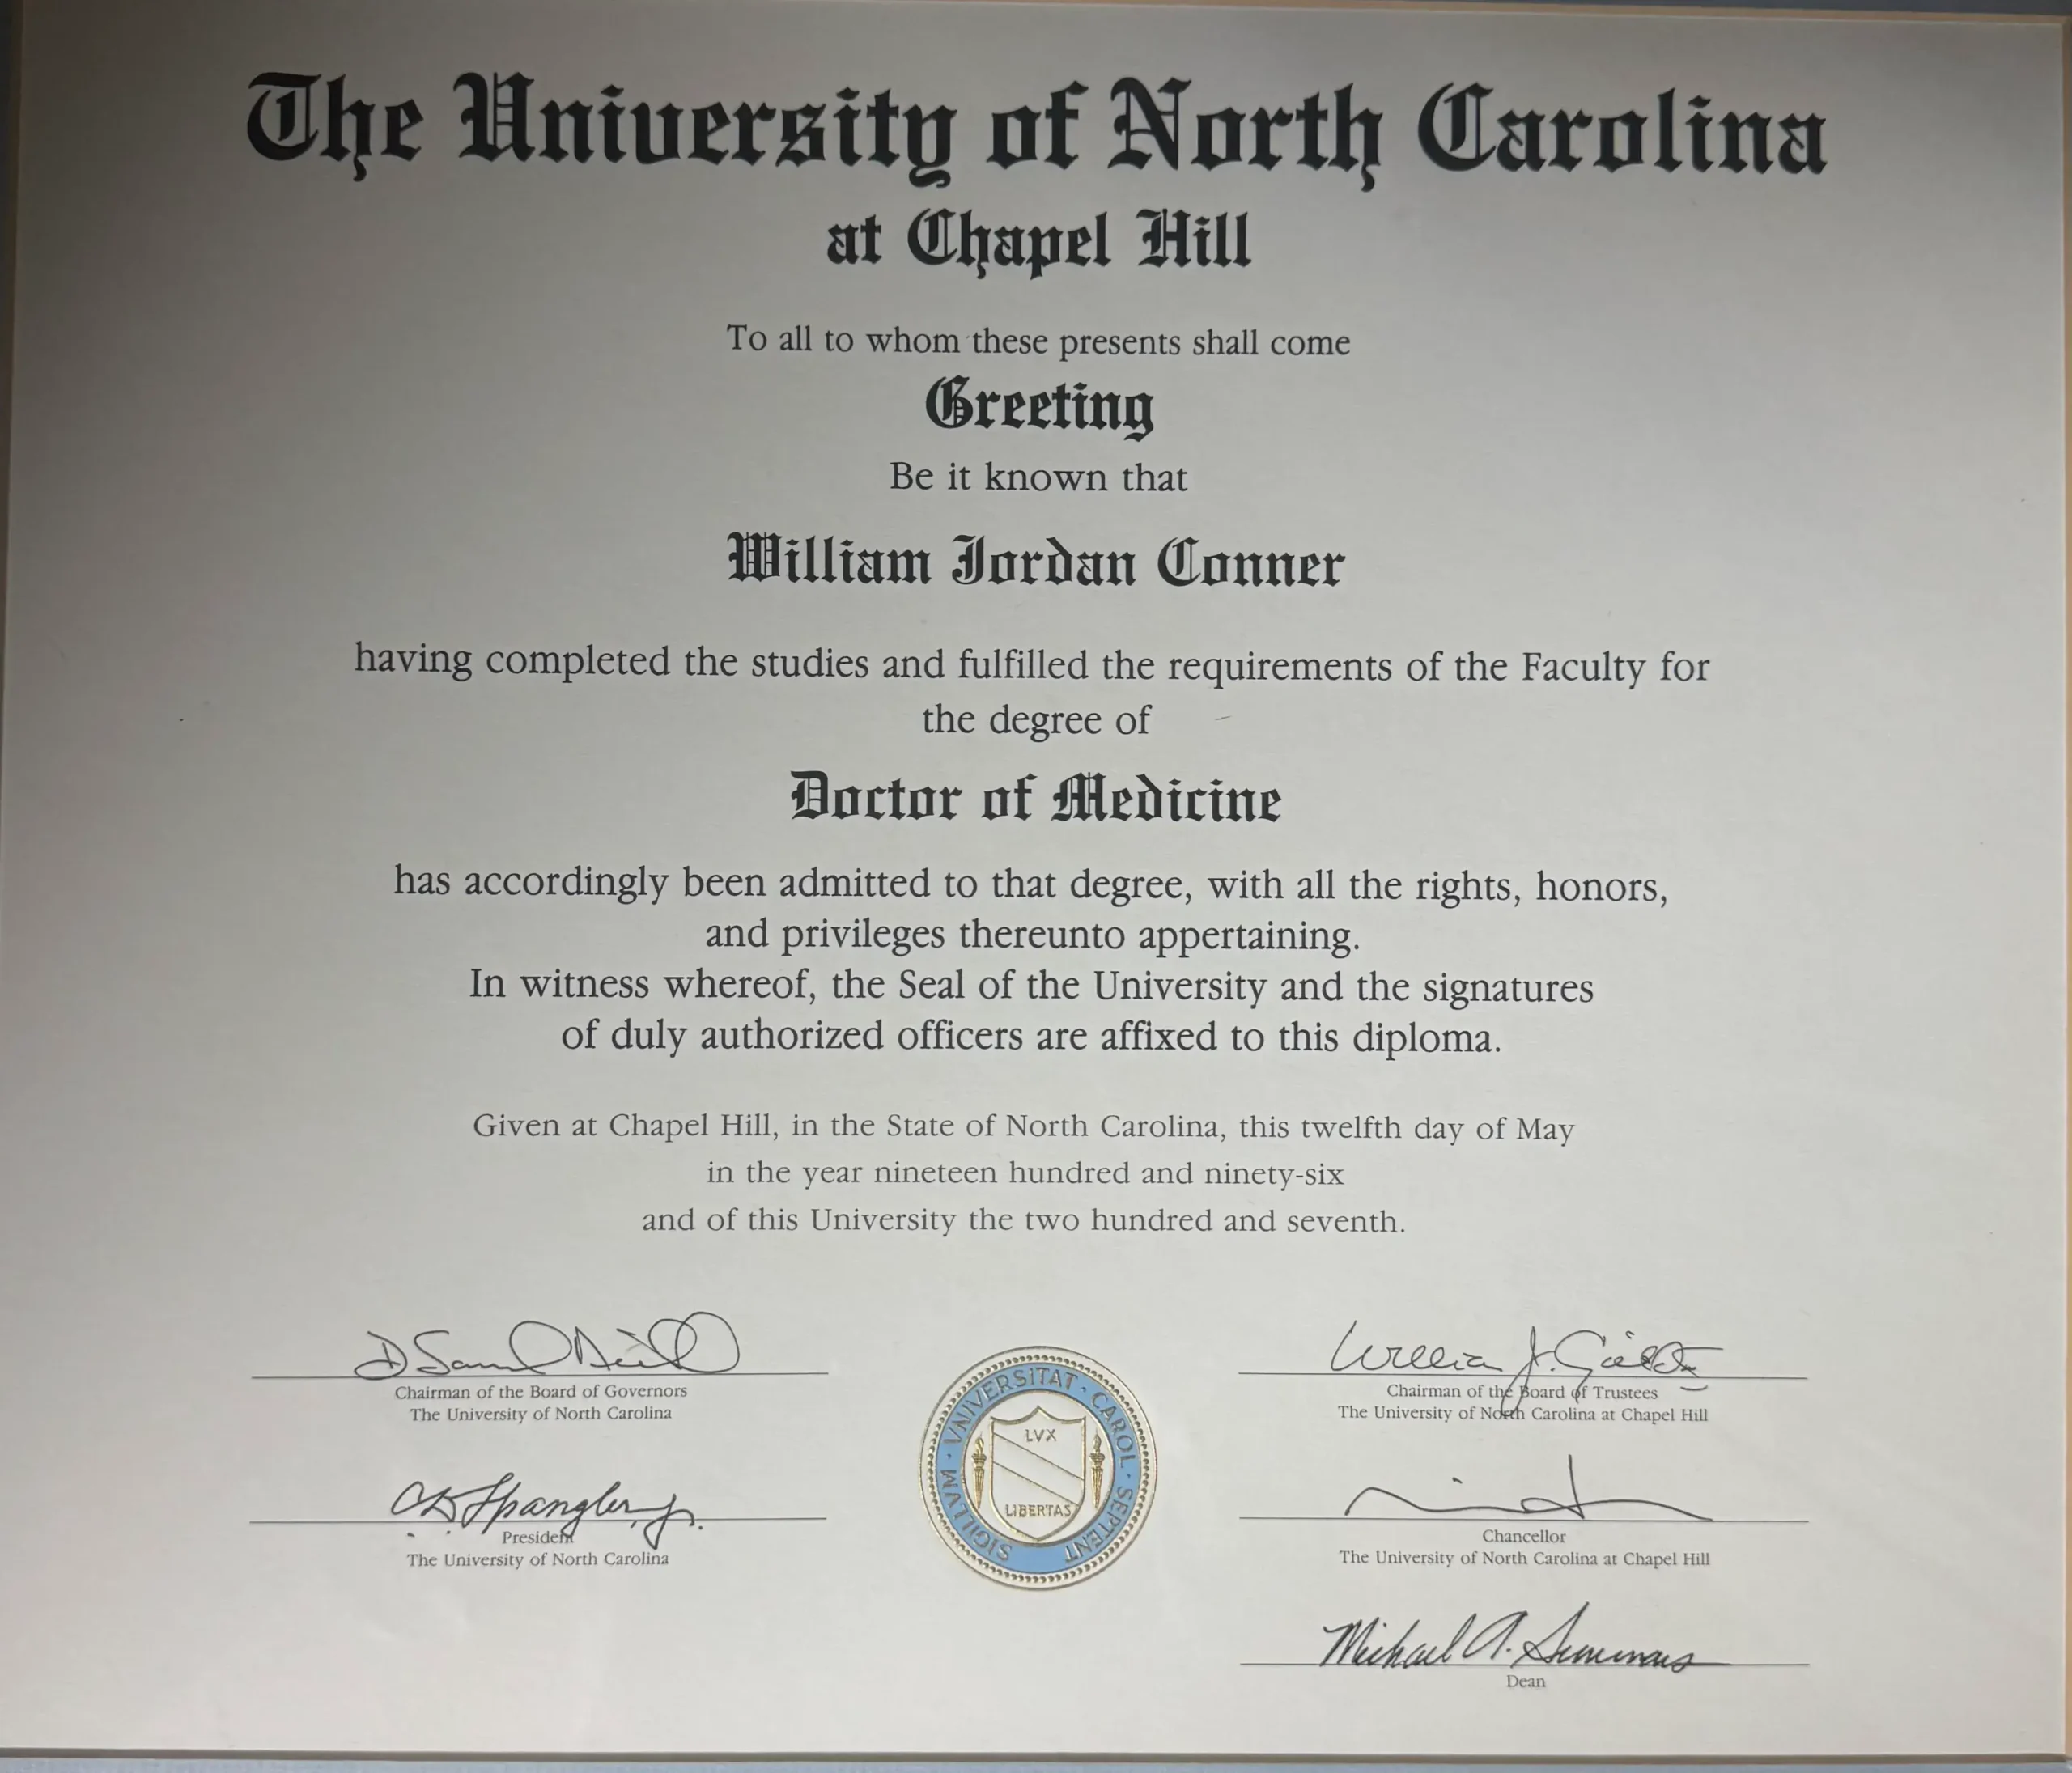 The University of North Carolina
at Chapel Hill
To all to whom these presents shall come
Greeting
Be it known that
William Jordan Conner
having completed the studies and fulfilled the requirements of the Faculty for
the degree of
Doctor of Medicine
has accordingly been admitted to that degree, with all the rights, honors,
and privileges thereunto appertaining.
In witness whereof, the Seal of the University and the signatures
of duly authorized officers are affixed to this diploma.
Given at Chapel Hill, in the State of North Carolina, this twelfth day of May
in the year nineteen hundred and ninety-six
and of this University the two hundred and seventh.
Chairman of the Board of Governors
The University of North Carolina
CD Spangler, Jr.
President
The University of North Carolina
SIGILLVM · VNIVERSITAT · CAROL · SEPTENT
LVX
LIBERTAS
William J.
Chairman of the Board of Trustees
The University of North Carolina at Chapel Hill
Chancellor
The University of North Carolina at Chapel Hill
Michael A. Simmons
Dean